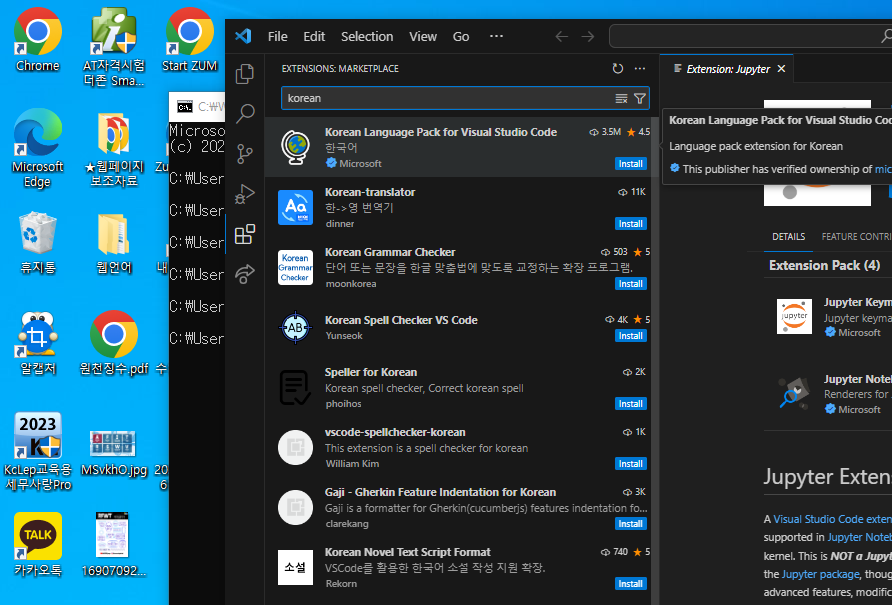 Chrome
AT자격시험
더존 Sma...
Start ZUM
Microsoft
Edge
★웹페이지
보조자료
휴지통
웹언어
알캡처
원천징수.pdf
2023
KcLep교육용
세무사랑Pro
MSvkhO.jpg
TALK
카카오톡
16907092...
C:\
Microso
(c) 202
C:₩User
C:₩User
C:₩User
C:₩User
C:₩User
C:₩User
File Edit Selection View Go ...
EXTENSIONS: MARKETPLACE
korean
Korean Language Pack for Visual Studio Code 3.5M ★ 4.5
한국어
Microsoft Install
Aa
Korean-translator 11K
한->영 번역기
dinner Install
Korean
Grammar
Checker
Korean Grammar Checker 503 ★ 5
단어 또는 문장을 한글 맞춤법에 맞도록 교정하는 확장 프로그램.
moonkorea Install
AB
Korean Spell Checker VS Code 4K ★ 5
Yunseok Install
Speller for Korean 2K
Korean spell checker, Correct korean spell
phoihos Install
vscode-spellchecker-korean 1K
This extension is a spell checker for korean
William Kim Install
Gaji - Gherkin Feature Indentation for Korean 3K
Gaji is a formatter for Gherkin(cucumberjs) features indentation fo...
clarekang Install
소설
Korean Novel Text Script Format 740 ★ 5
VSCode를 활용한 한국어 소설 작성 지원 확장.
Rekorn Install
Extension: Jupyter
Korean Language Pack for Visual Studio Coc
Language pack extension for Korean
This publisher has verified ownership of mic
DETAILS FEATURE CONTRI
Extension Pack (4)
jupyter
Jupyter Keym
Jupyter keyma
Microsoft
Jupyter Note
Renderers for
Microsoft
Jupyter Extens
A Visual Studio Code exten
supported in Jupyter Noteb
kernel. This is NOT a Jupyt
the Jupyter package, thoug
advanced features, modific